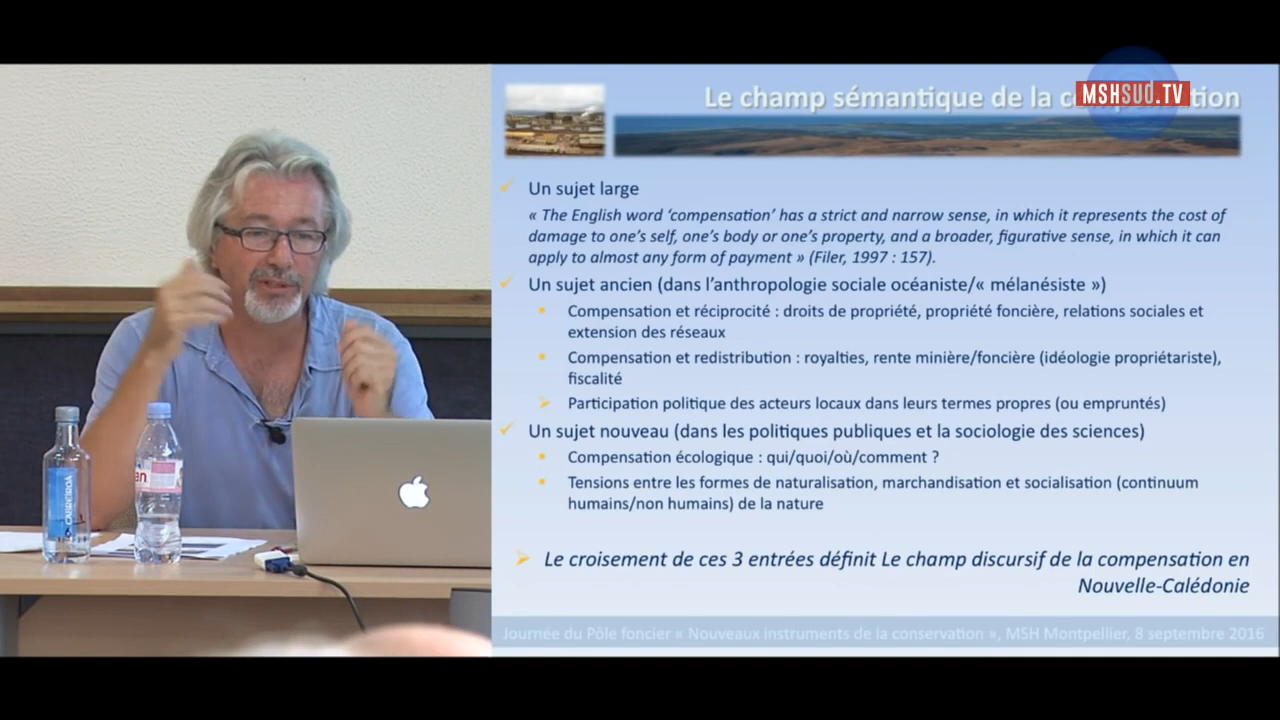 MSHSUD.TV
Le champ sémantique de la
Un sujet large
« The English word ‘compensation’ has a strict and narrow sense, in which it represents the cost of
damage to one’s self, one’s body or one’s property, and a broader, figurative sense, in which it can
apply to almost any form of payment » (Filer, 1997 : 157).
Un sujet ancien (dans l’anthropologie sociale océaniste/« mélanésiste »)
Compensation et réciprocité : droits de propriété, propriété foncière, relations sociales et
extension des réseaux
Compensation et redistribution : royalties, rente minière/foncière (idéologie propriétariste),
fiscalité
Participation politique des acteurs locaux dans leurs termes propres (ou empruntés)
Un sujet nouveau (dans les politiques publiques et la sociologie des sciences)
Compensation écologique : qui/quoi/où/comment ?
Tensions entre les formes de naturalisation, marchandisation et socialisation (continuum
humains/non humains) de la nature
Le croisement de ces 3 entrées définit Le champ discursif de la compensation en
Nouvelle-Calédonie
Journée du Pôle foncier « Nouveaux instruments de la conservation », MSH Montpellier, 8 septembre 2016
CABREIROÁ